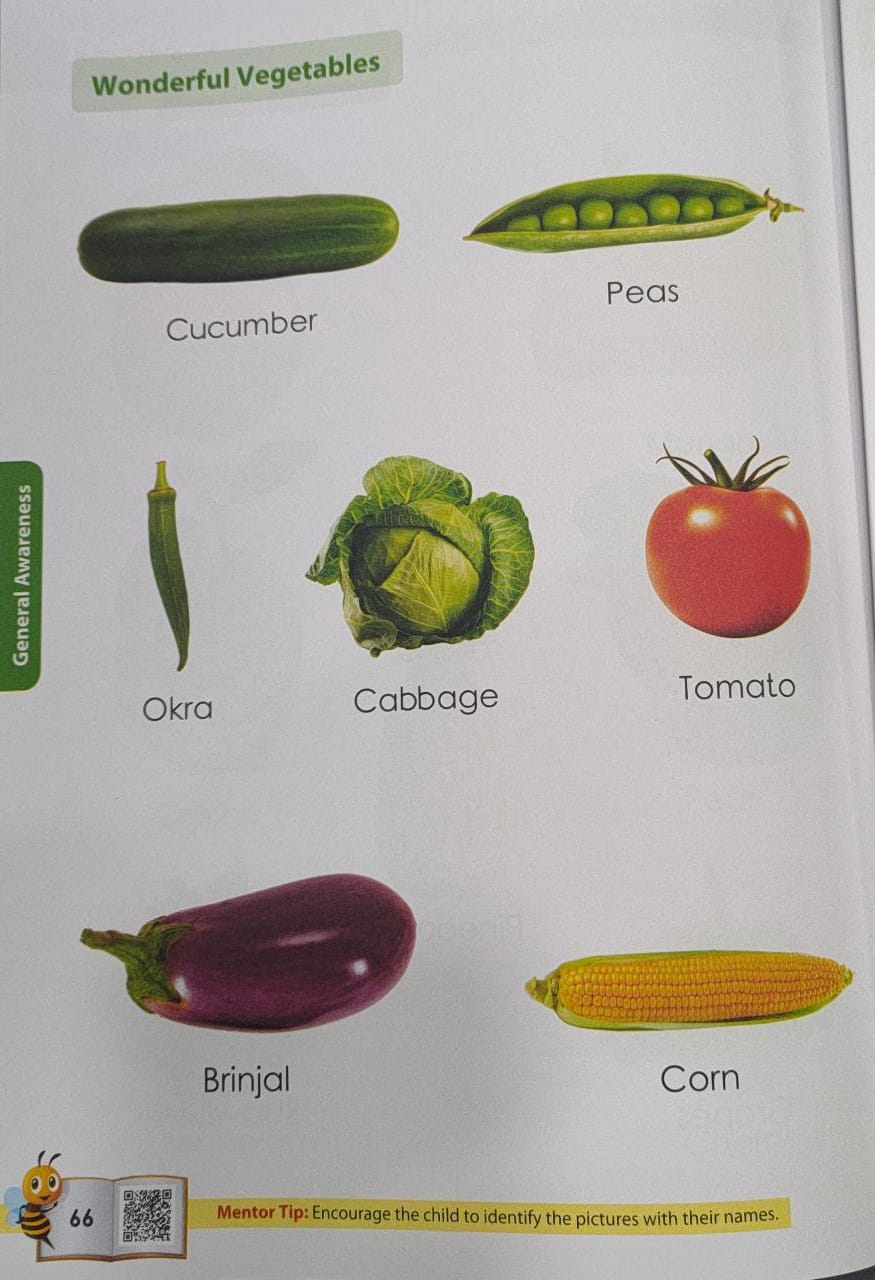 Wonderful Vegetables
Cucumber
Peas
General Awareness
Okra
Cabbage
Tomato
Brinjal
Corn
66
Mentor Tip: Encourage the child to identify the pictures with their names.